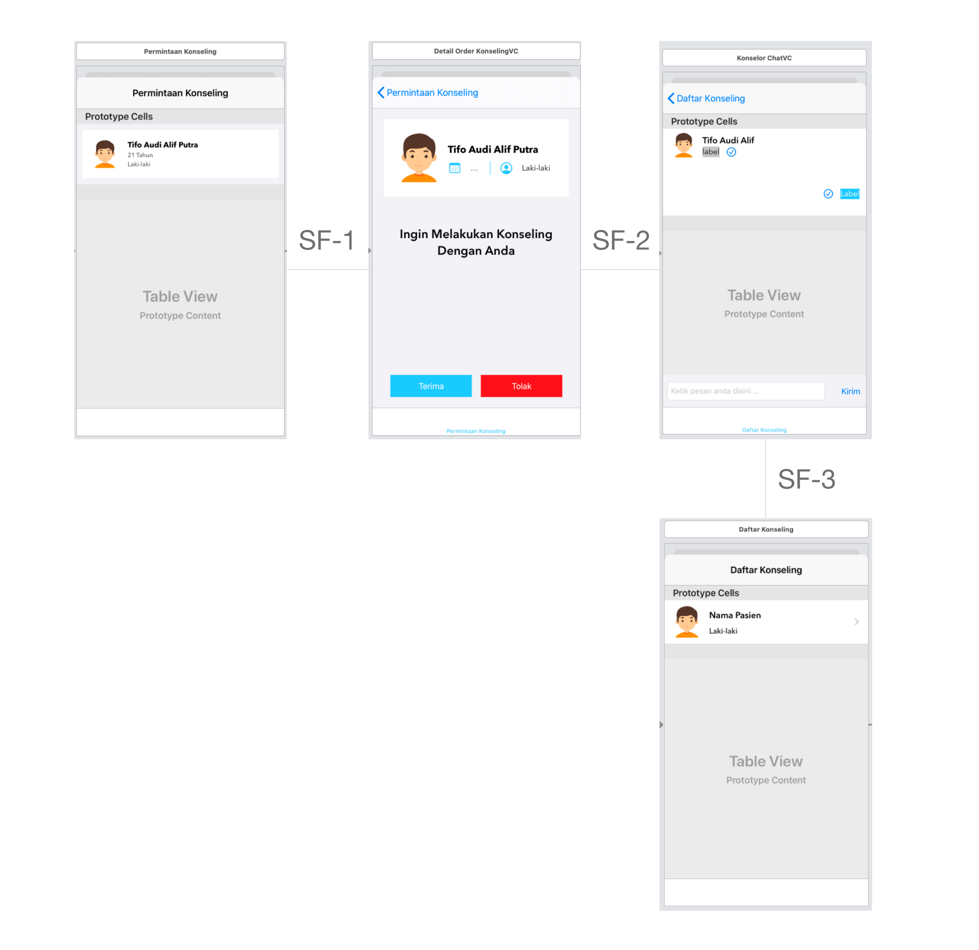 Permintaan Konseling
Permintaan Konseling
Prototype Cells
Tifo Audi Alif Putra
21 Tahun
Laki-laki
Table View
Prototype Content
SF-1
Detail Order KonselingVC
Permintaan Konseling
Tifo Audi Alif Putra
... Laki-laki
Ingin Melakukan Konseling
Dengan Anda
Terima Tolak
Permintaan Konseling
SF-2
Konselor ChatVC
Daftar Konseling
Prototype Cells
Tifo Audi Alif
label
Label
Table View
Prototype Content
Ketik pesan anda disini ... Kirim
Daftar Konseling
SF-3
Daftar Konseling
Daftar Konseling
Prototype Cells
Nama Pasien
Laki-laki
Table View
Prototype Content